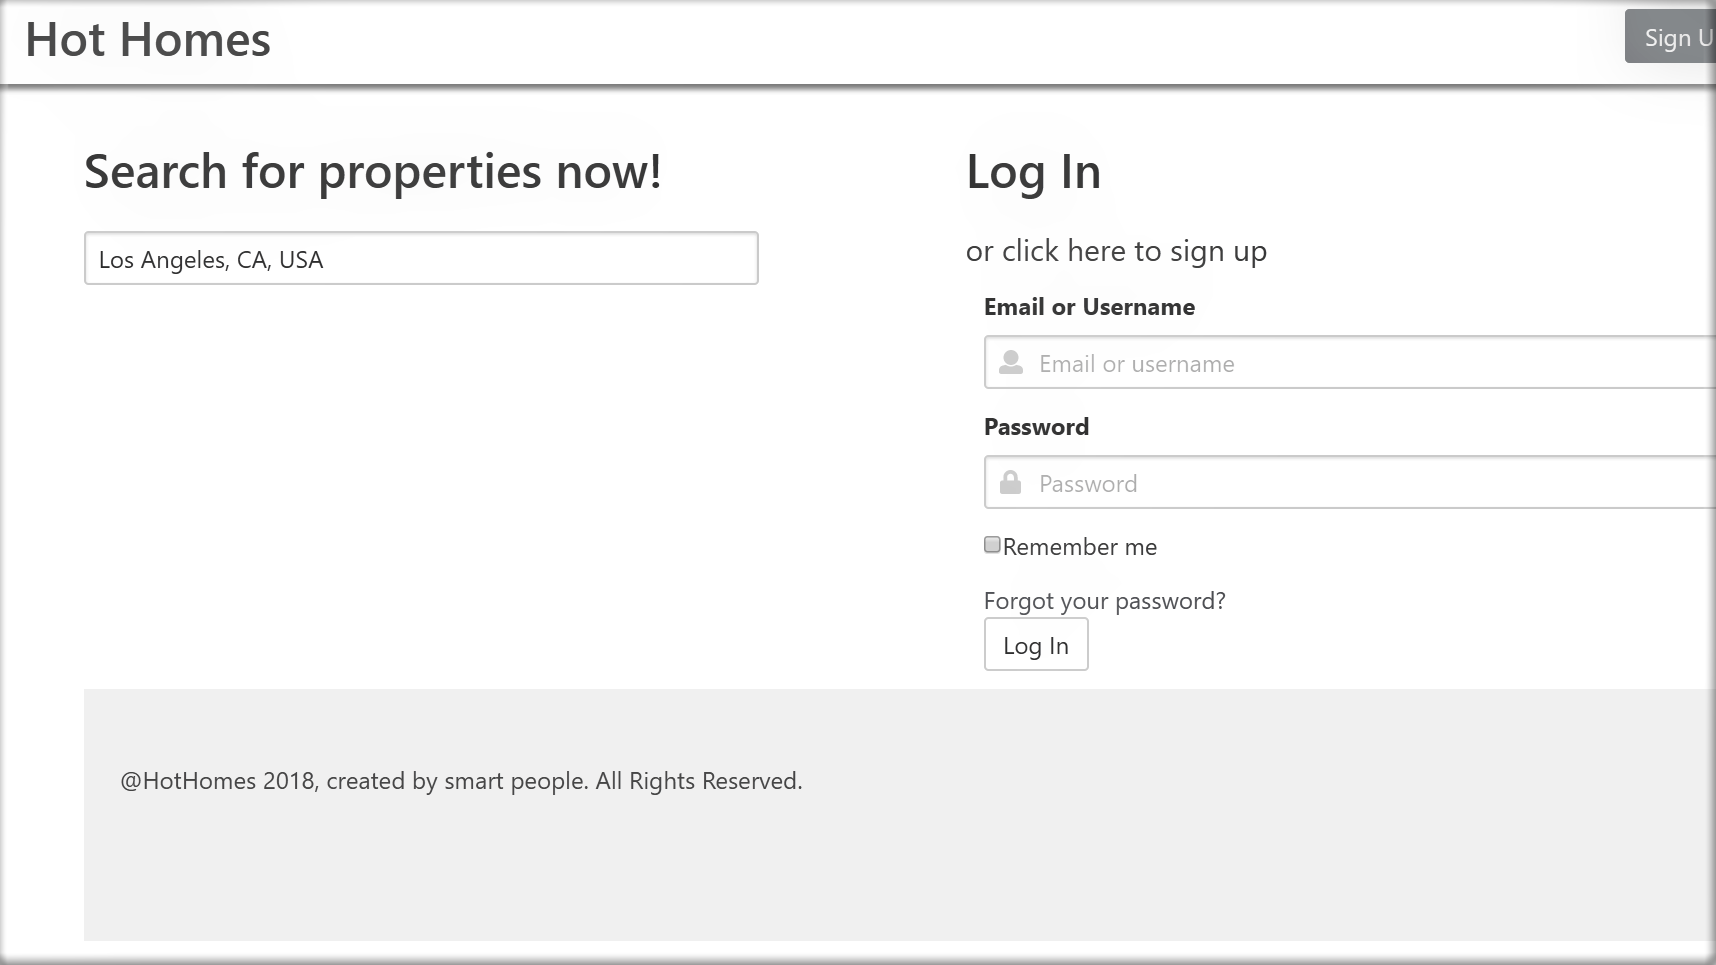 Hot Homes
Sign U
Search for properties now!
Los Angeles, CA, USA
Log In
or click here to sign up
Email or Username
Email or username
Password
Password
Remember me
Forgot your password?
Log In
@HotHomes 2018, created by smart people. All Rights Reserved.